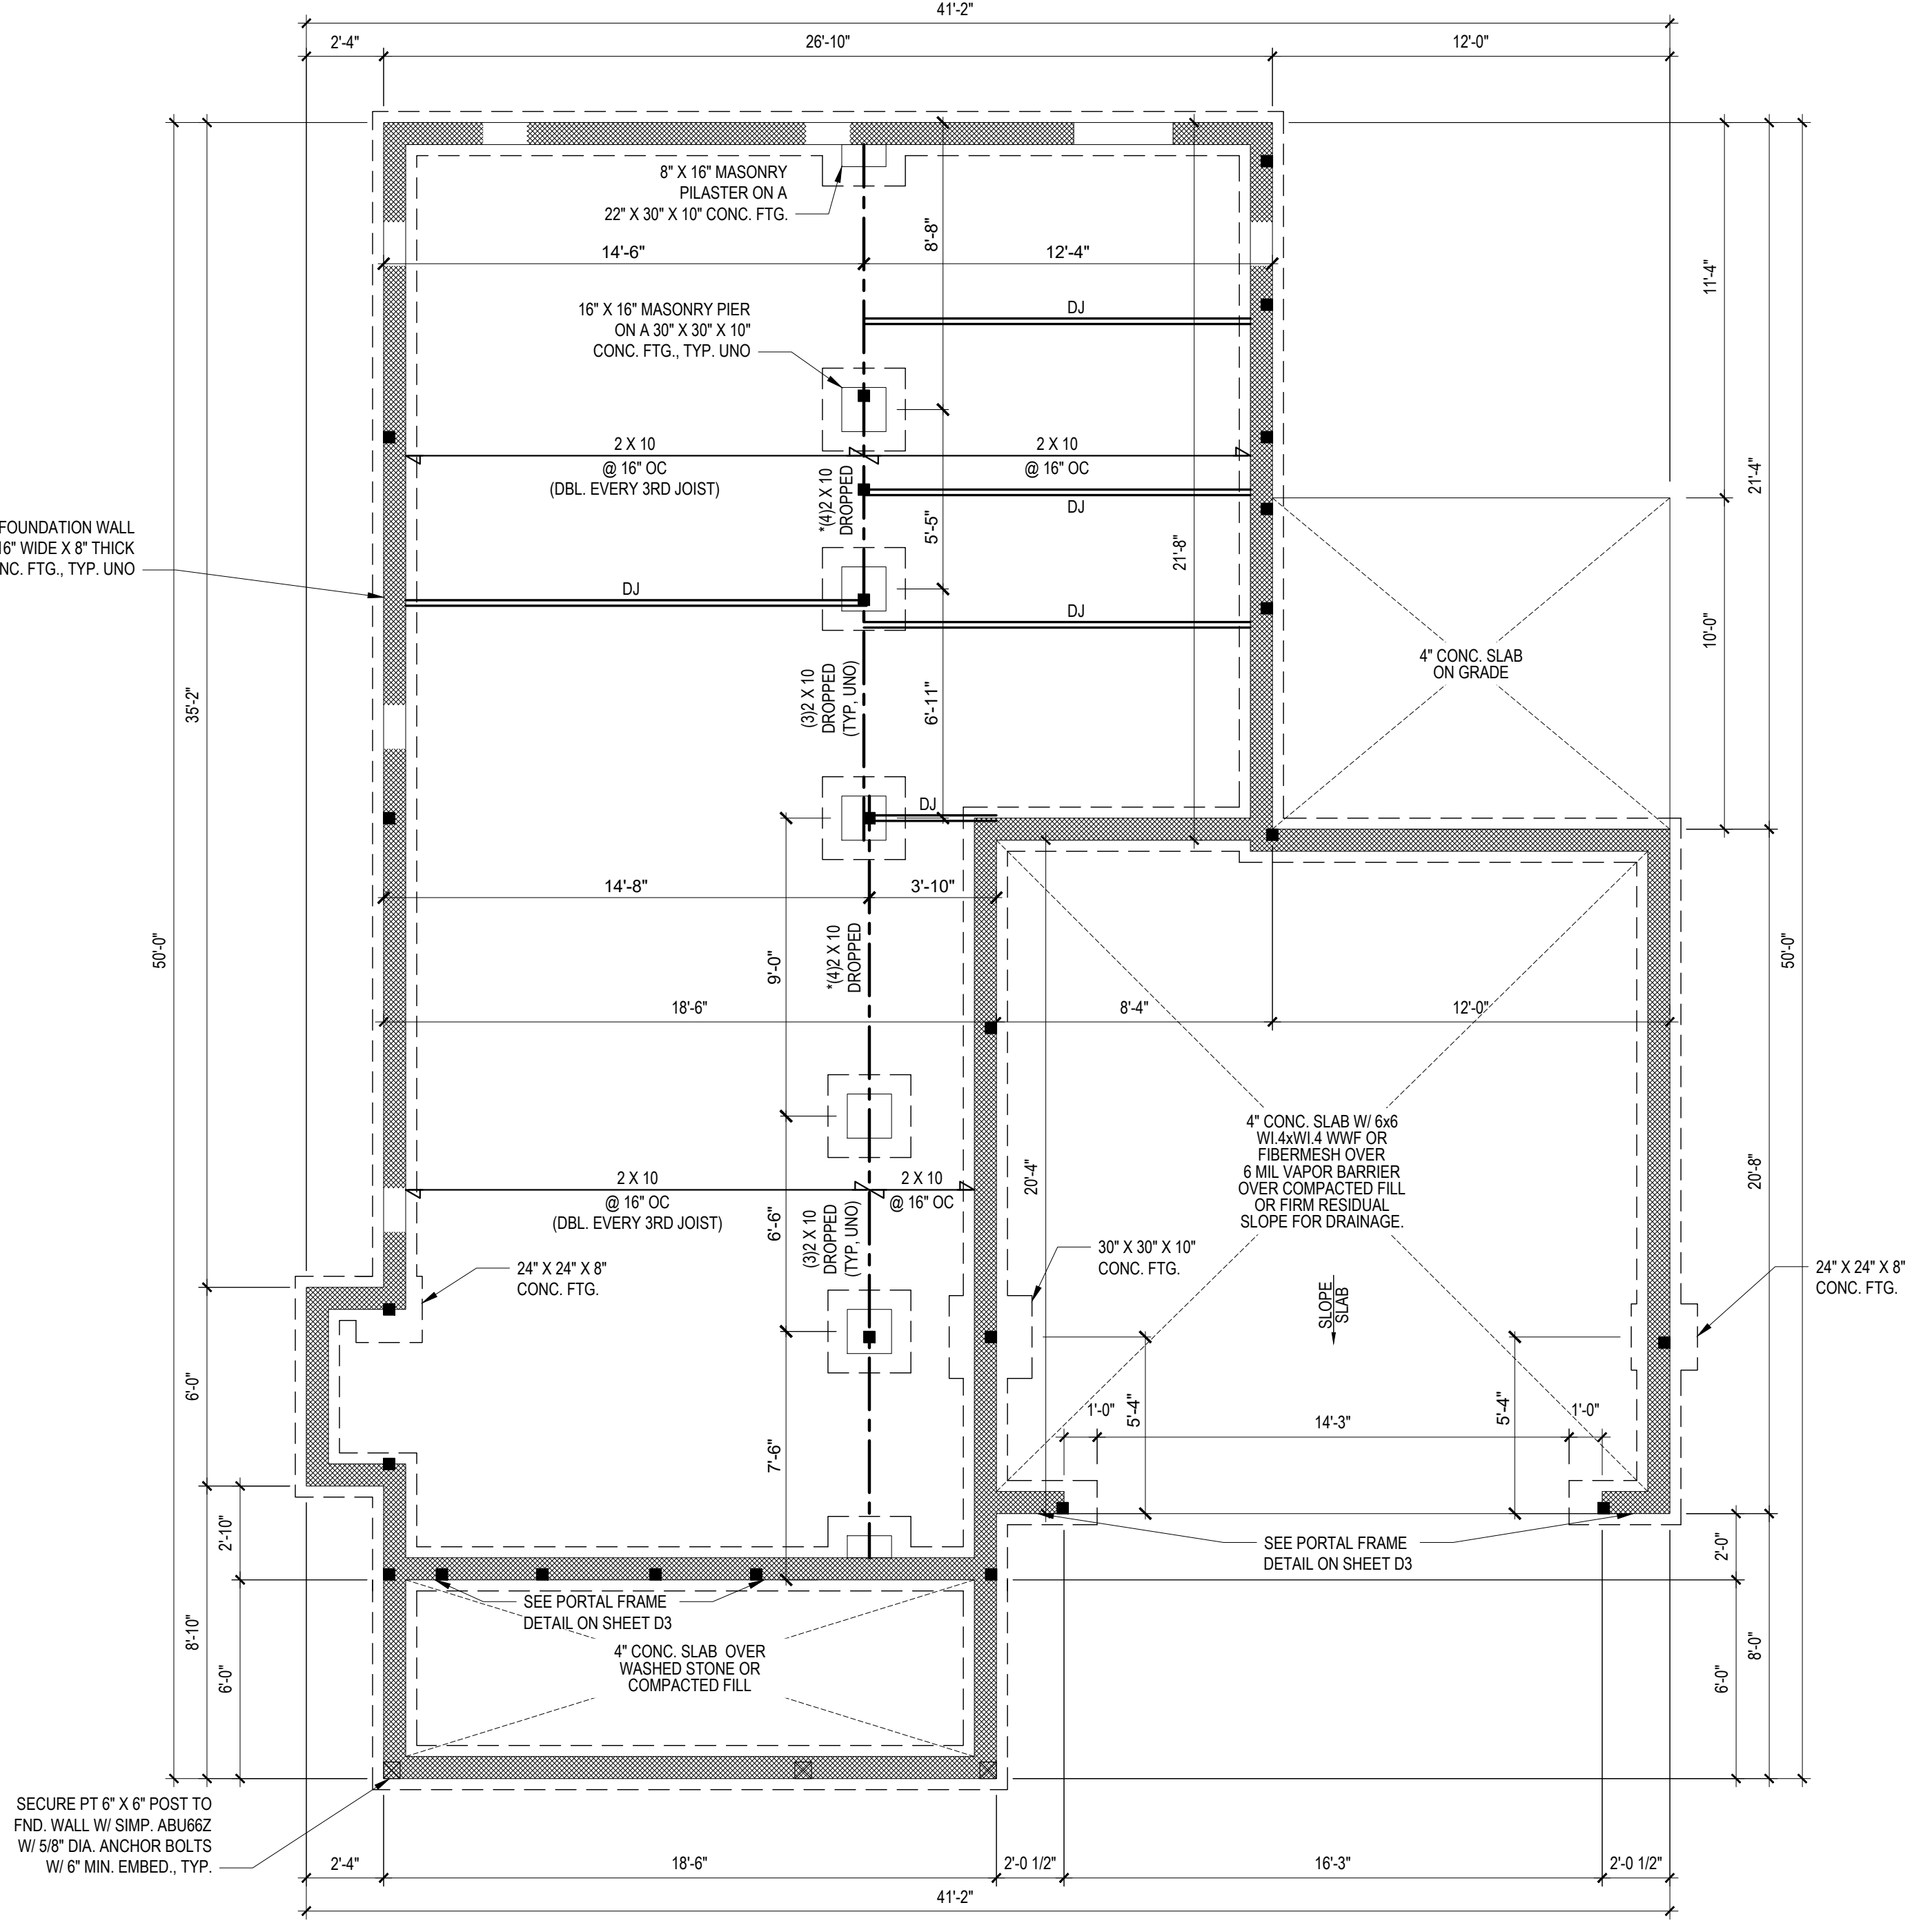 41'-2"
2'-4"
26'-10"
12'-0"
8" X 16" MASONRY
PILASTER ON A
22" X 30" X 10" CONC. FTG.
8'-8"
14'-6"
12'-4"
11'-4"
DJ
16" X 16" MASONRY PIER
ON A 30" X 30" X 10"
CONC. FTG., TYP. UNO
2 X 10
@ 16" OC
(DBL. EVERY 3RD JOIST)
2 X 10
@ 16" OC
*(4)2 X 10
DROPPED
DJ
5'-5"
21'-8"
21'-4"
FOUNDATION WALL
16" WIDE X 8" THICK
NC. FTG., TYP. UNO
DJ
DJ
10'-0"
4" CONC. SLAB
ON GRADE
35'-2"
(3)2 X 10
DROPPED
(TYP, UNO)
6'-11"
DJ
14'-8"
3'-10"
50'-0"
9'-0"
*(4)2 X 10
DROPPED
50'-0"
18'-6"
8'-4"
12'-0"
4" CONC. SLAB W/ 6x6
WI.4xWI.4 WWF OR
FIBERMESH OVER
6 MIL VAPOR BARRIER
OVER COMPACTED FILL
OR FIRM RESIDUAL
SLOPE FOR DRAINAGE.
20'-4"
20'-8"
2 X 10
@ 16" OC
(DBL. EVERY 3RD JOIST)
2 X 10
@ 16" OC
6'-6"
(3)2 X 10
DROPPED
(TYP, UNO)
24" X 24" X 8"
CONC. FTG.
30" X 30" X 10"
CONC. FTG.
SLOPE
SLAB
24" X 24" X 8"
CONC. FTG.
6'-0"
1'-0"
5'-4"
14'-3"
5'-4"
1'-0"
7'-6"
2'-10"
SEE PORTAL FRAME
DETAIL ON SHEET D3
2'-0"
SEE PORTAL FRAME
DETAIL ON SHEET D3
4" CONC. SLAB OVER
WASHED STONE OR
COMPACTED FILL
8'-10"
6'-0"
6'-0"
8'-0"
SECURE PT 6" X 6" POST TO
FND. WALL W/ SIMP. ABU66Z
W/ 5/8" DIA. ANCHOR BOLTS
W/ 6" MIN. EMBED., TYP.
2'-4"
18'-6"
2'-0 1/2"
16'-3"
2'-0 1/2"
41'-2"